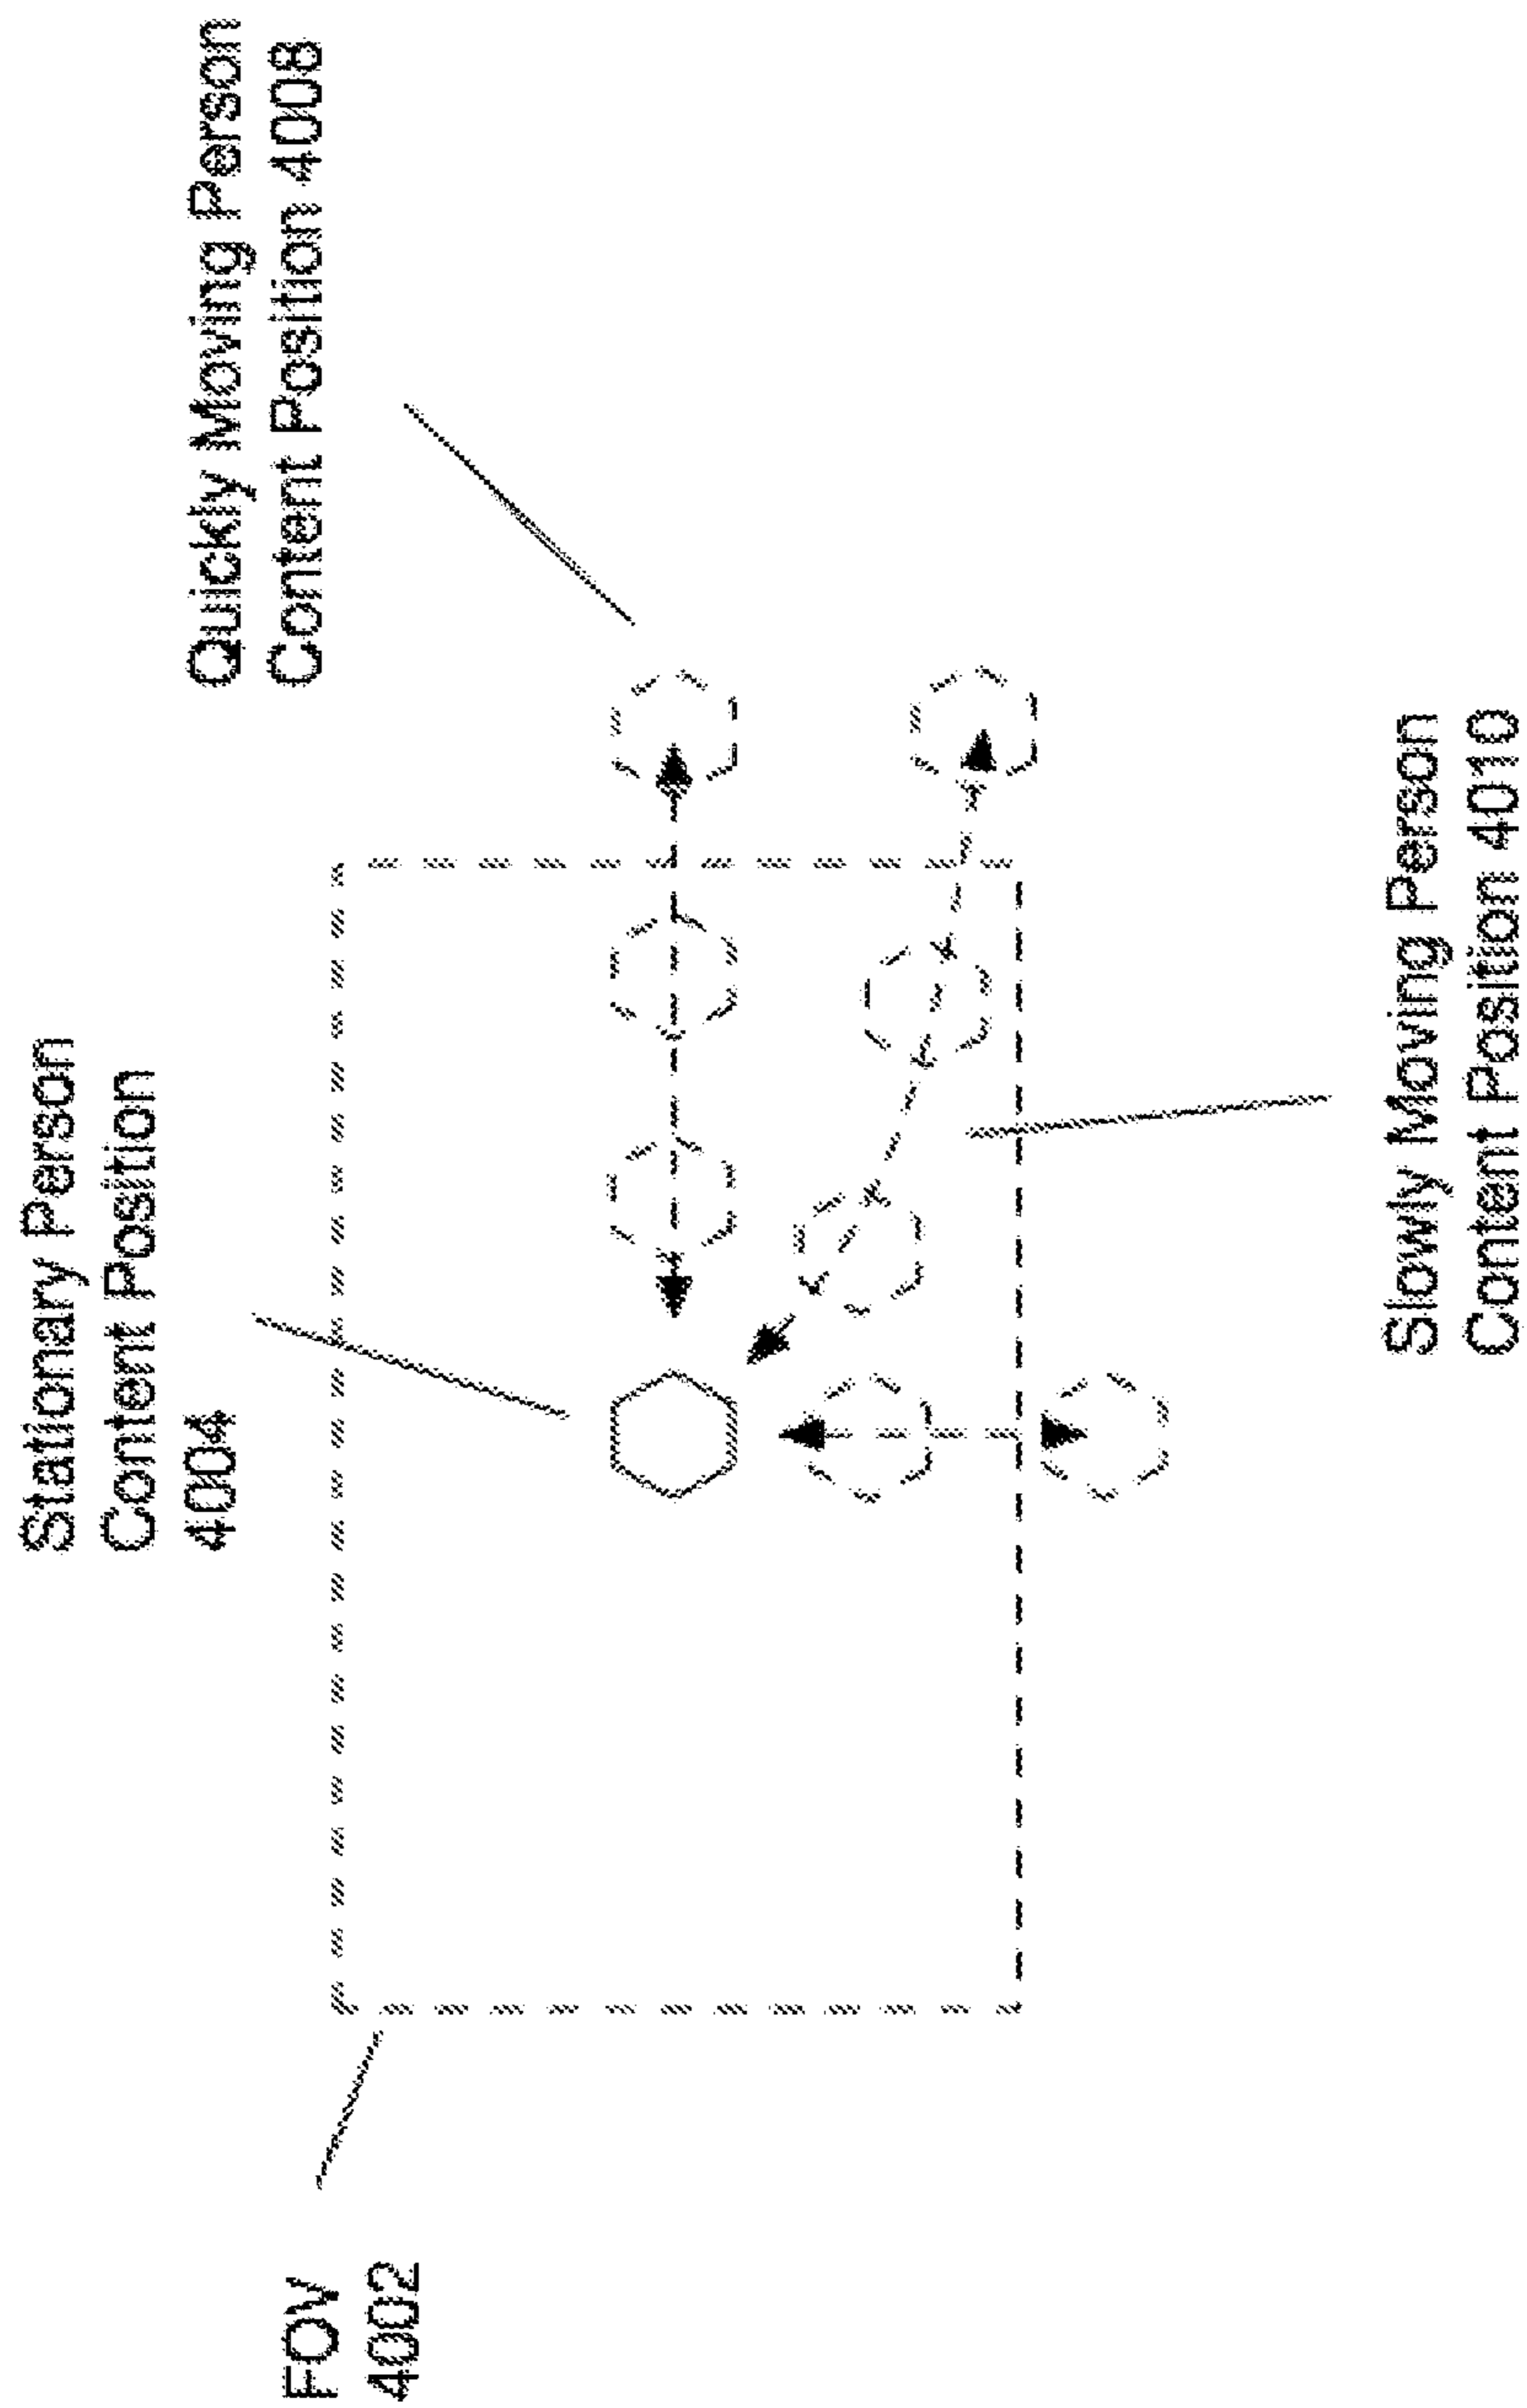 FOV
4002
Stationary Person
Content Position
4004
Quickly Moving Person
Content Position 4008
Slowly Moving Person
Content Position 4010